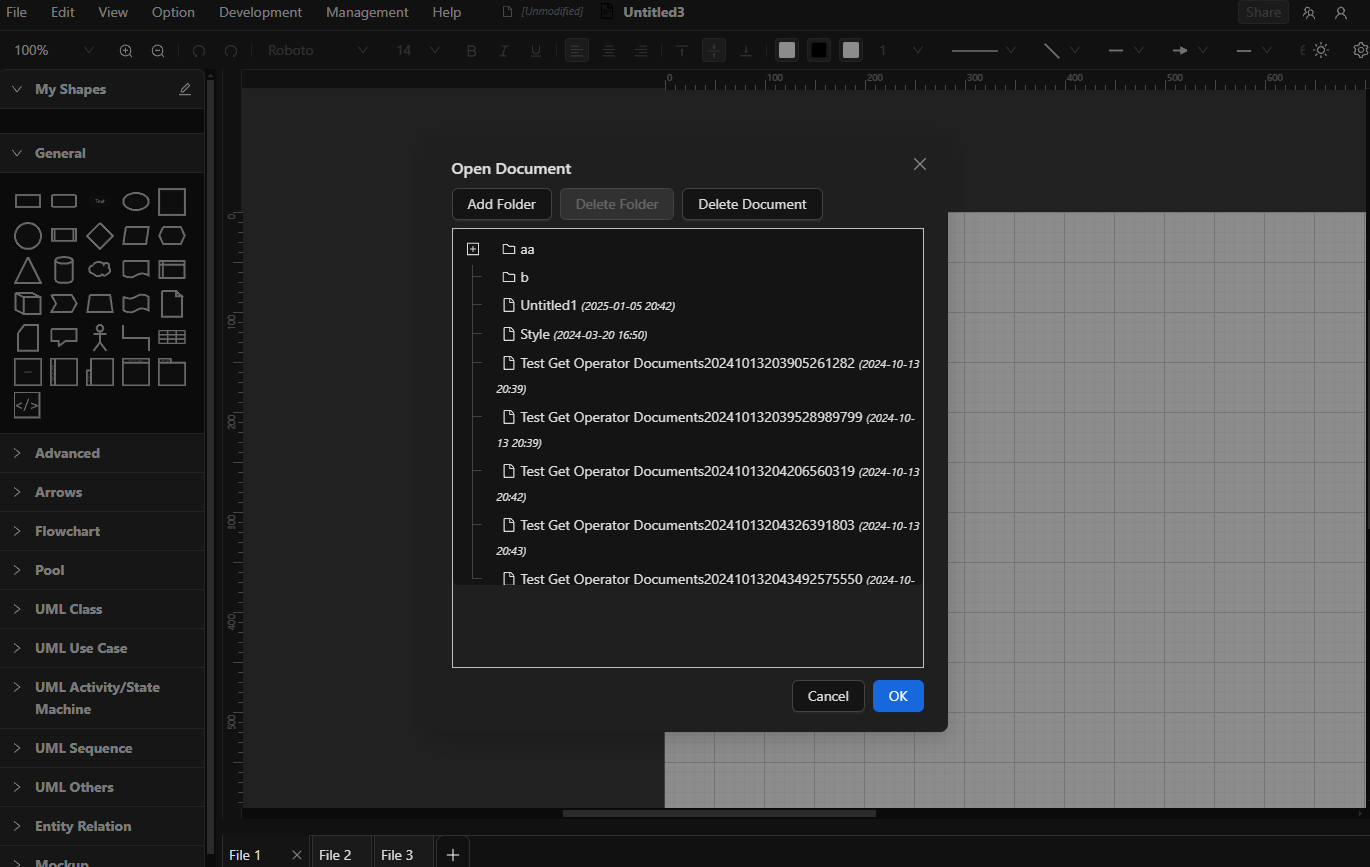 File Edit View Option Development Management Help [Unmodified] Untitled3 Share
100% Roboto 14 B I U 1
My Shapes
General
Text
</>
Advanced
Arrows
Flowchart
Pool
UML Class
UML Use Case
UML Activity/State
Machine
UML Sequence
UML Others
Entity Relation
Mockup
0 100 200 300 400 500 600
0
100
200
300
400
500
Open Document
Add Folder Delete Folder Delete Document
aa
b
Untitled1 (2025-01-05 20:42)
Style (2024-03-20 16:50)
Test Get Operator Documents20241013203905261282 (2024-10-13
20:39)
Test Get Operator Documents202410132039528989799 (2024-10-
13 20:39)
Test Get Operator Documents20241013204206560319 (2024-10-13
20:42)
Test Get Operator Documents20241013204326391803 (2024-10-13
20:43)
Test Get Operator Documents202410132043492575550 (2024-10-
Cancel OK
File 1 File 2 File 3